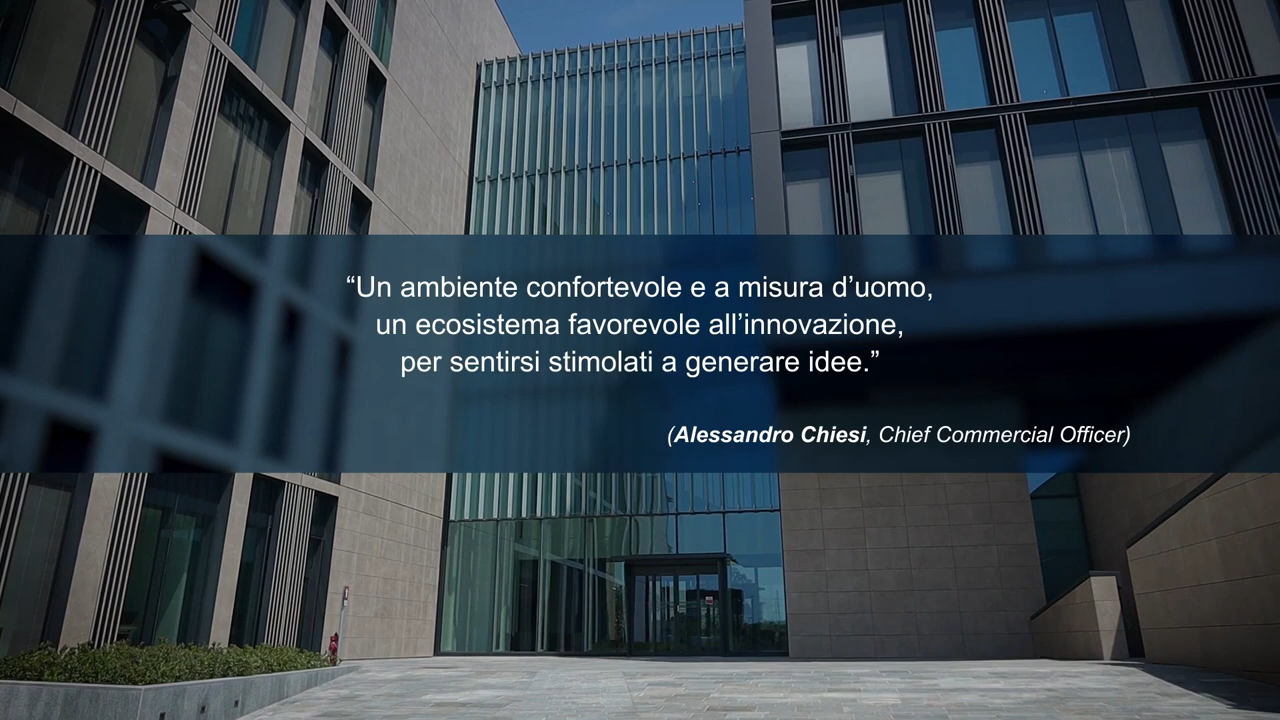 “Un ambiente confortevole e a misura d’uomo,
un ecosistema favorevole all’innovazione,
per sentirsi stimolati a generare idee.”
(Alessandro Chiesi, Chief Commercial Officer)